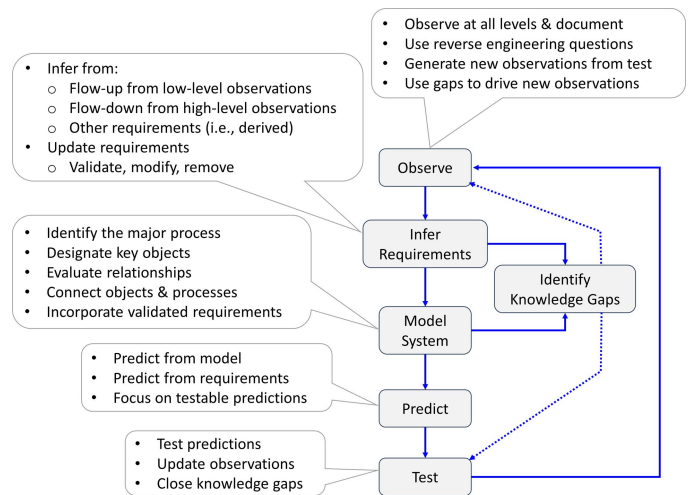 • Observe at all levels & document
• Use reverse engineering questions
• Generate new observations from test
• Use gaps to drive new observations
• Infer from:
o Flow-up from low-level observations
o Flow-down from high-level observations
o Other requirements (i.e., derived)
• Update requirements
o Validate, modify, remove
Observe
Infer
Requirements
• Identify the major process
• Designate key objects
• Evaluate relationships
• Connect objects & processes
• Incorporate validated requirements
Identify
Knowledge Gaps
Model
System
• Predict from model
• Predict from requirements
• Focus on testable predictions
Predict
• Test predictions
• Update observations
• Close knowledge gaps
Test